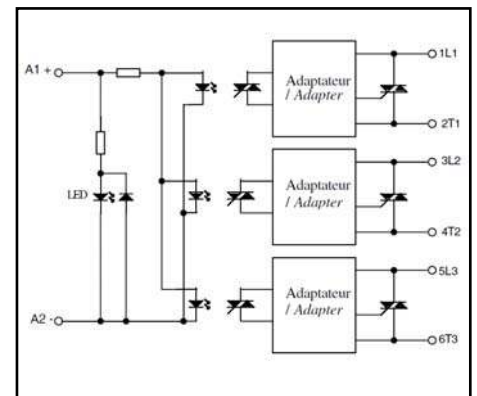 A1 +
1L1
Adaptateur
/ Adapter
2T1
3L2
LED
Adaptateur
/ Adapter
4T2
5L3
Adaptateur
/ Adapter
A2 -
6T3